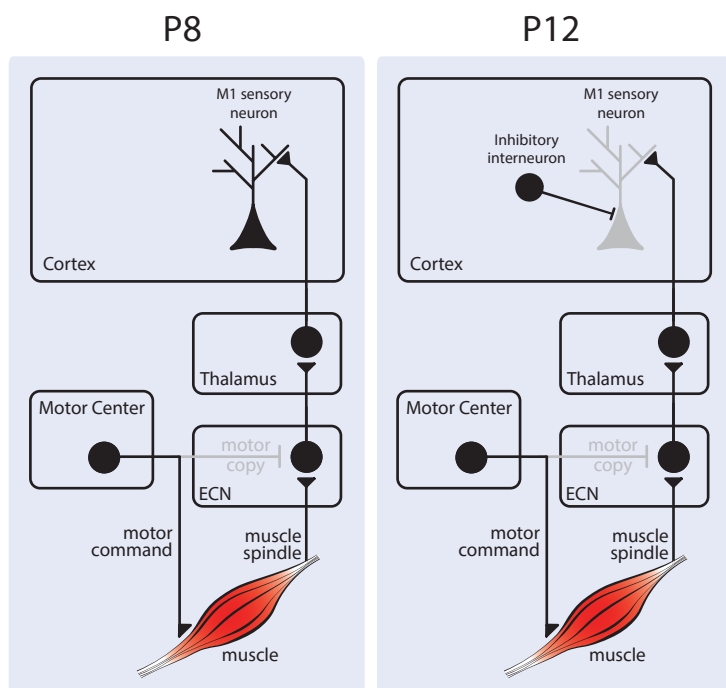 P8
M1 sensory
neuron
Cortex
Thalamus
Motor Center
motor
copy
ECN
motor
command
muscle
spindle
muscle
P12
M1 sensory
neuron
Inhibitory
interneuron
Cortex
Thalamus
Motor Center
motor
copy
ECN
motor
command
muscle
spindle
muscle